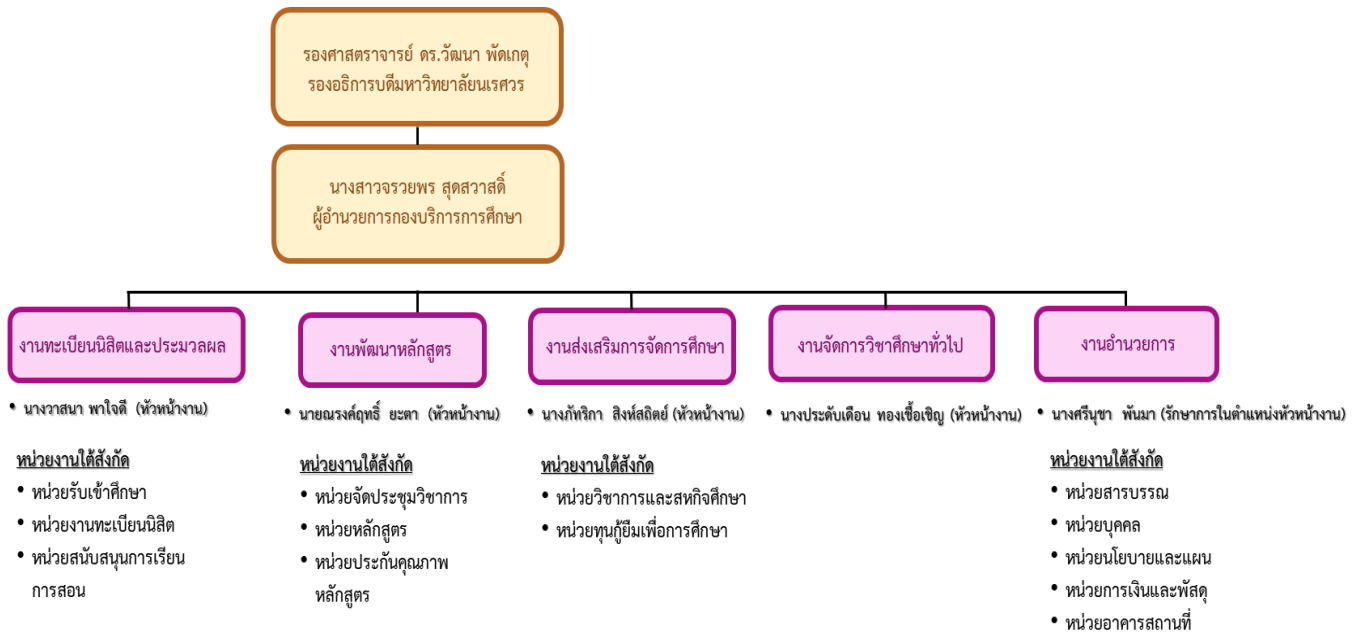 รองศาสตราจารย์ ดร.วัฒนา พัดเกตุ
รองอธิการบดีมหาวิทยาลัยนเรศวร
นางสาวจรวยพร สุดสวาสดิ์
ผู้อำนวยการกองบริการการศึกษา
งานทะเบียนนิสิตและประมวลผล
• นางวาสนา พาใจดี (หัวหน้างาน)
หน่วยงานใต้สังกัด
• หน่วยรับเข้าศึกษา
• หน่วยงานทะเบียนนิสิต
• หน่วยสนับสนุนการเรียน
การสอน
งานพัฒนาหลักสูตร
• นายณรงค์ฤทธิ์ ยะตา (หัวหน้างาน)
หน่วยงานใต้สังกัด
• หน่วยจัดประชุมวิชาการ
• หน่วยหลักสูตร
• หน่วยประกันคุณภาพ
หลักสูตร
งานส่งเสริมการจัดการศึกษา
• นางภัทริกา สิงห์สถิตย์ (หัวหน้างาน)
หน่วยงานใต้สังกัด
• หน่วยวิชาการและสหกิจศึกษา
• หน่วยทุนกู้ยืมเพื่อการศึกษา
งานจัดการวิชาศึกษาทั่วไป
• นางประดับเดือน ทองเชื้อเชิญ (หัวหน้างาน)
งานอำนวยการ
• นางศรีนุชา พันมา (รักษาการในตำแหน่งหัวหน้างาน)
หน่วยงานใต้สังกัด
• หน่วยสารบรรณ
• หน่วยบุคคล
• หน่วยนโยบายและแผน
• หน่วยการเงินและพัสดุ
• หน่วยอาคารสถานที่